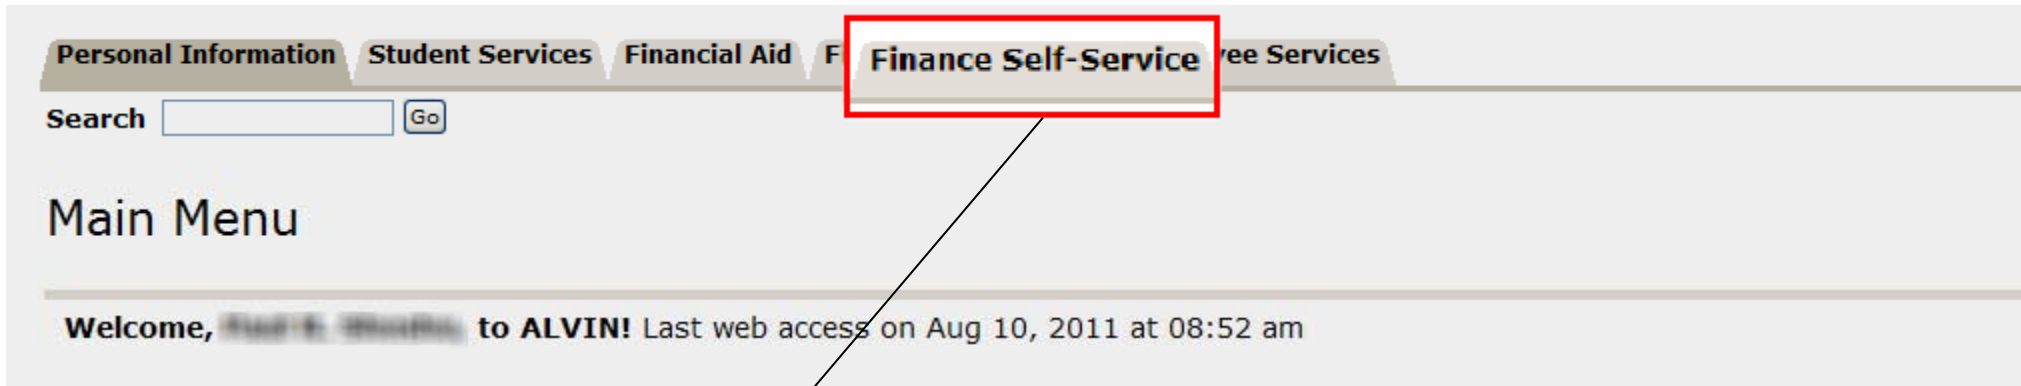 Personal Information Student Services Financial Aid F Finance Self-Service ee Services
Search Go
Main Menu
Welcome, to ALVIN! Last web access on Aug 10, 2011 at 08:52 am